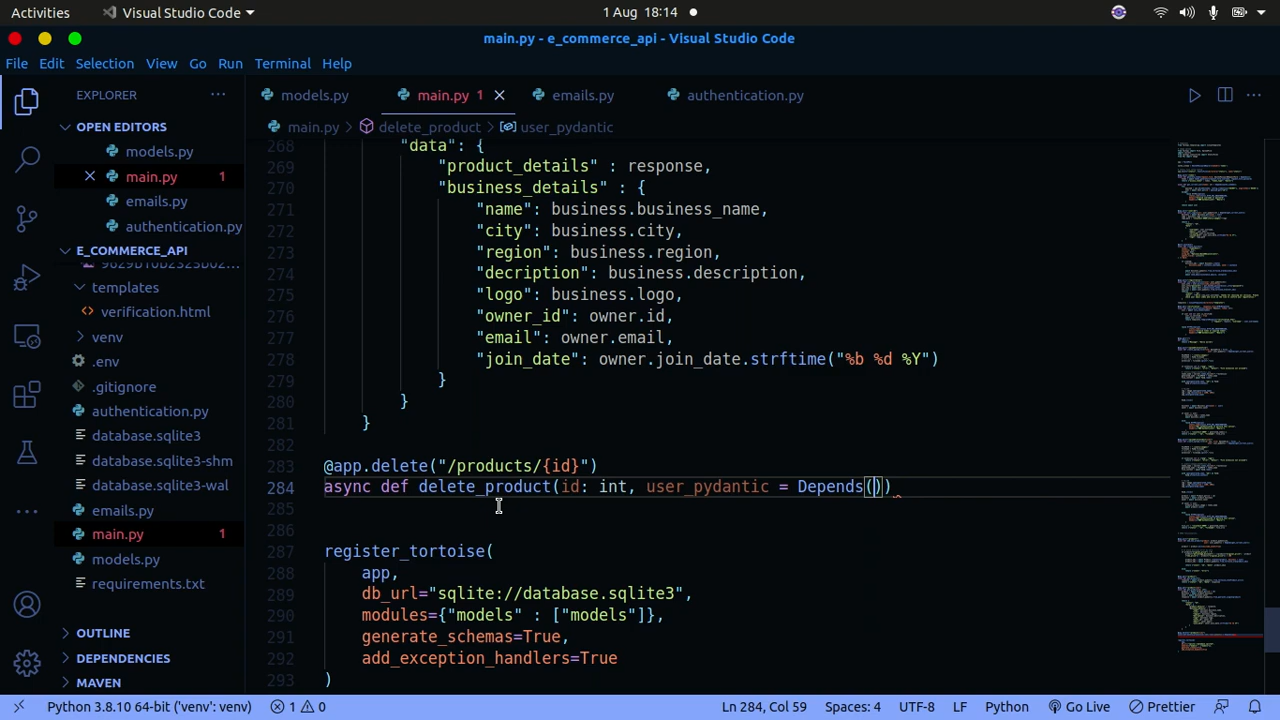 Activities
Visual Studio Code
1 Aug 18:14
main.py - e_commerce_api - Visual Studio Code
File Edit Selection View Go Run Terminal Help
EXPLORER
OPEN EDITORS
models.py
main.py 1
emails.py
authentication.py
E_COMMERCE_API
templates
verification.html
venv
.env
.gitignore
authentication.py
database.sqlite3
database.sqlite3-shm
database.sqlite3-wal
emails.py
main.py 1
models.py
requirements.txt
OUTLINE
DEPENDENCIES
MAVEN
models.py main.py 1 emails.py authentication.py
main.py > delete_product > user_pydantic
268 "data": {
269 "product_details" : response,
270 "business_details" : {
271 "name": business.business_name,
272 "city": business.city,
273 "region": business.region,
274 "description": business.description,
275 "logo": business.logo,
276 "owner_id": owner.id,
277 "email": owner.email,
278 "join_date": owner.join_date.strftime("%b %d %Y")
279 }
280 }
281 }
282
283 @app.delete("/products/{id}")
284 async def delete_product(id: int, user_pydantic = Depends())
285
286
287 register_tortoise(
288 app,
289 db_url="sqlite://database.sqlite3",
290 modules={"models" : ["models"]},
291 generate_schemas=True,
292 add_exception_handlers=True
293 )
Python 3.8.10 64-bit ('venv': venv) 1 0 Ln 284, Col 59 Spaces: 4 UTF-8 LF Python Go Live Prettier